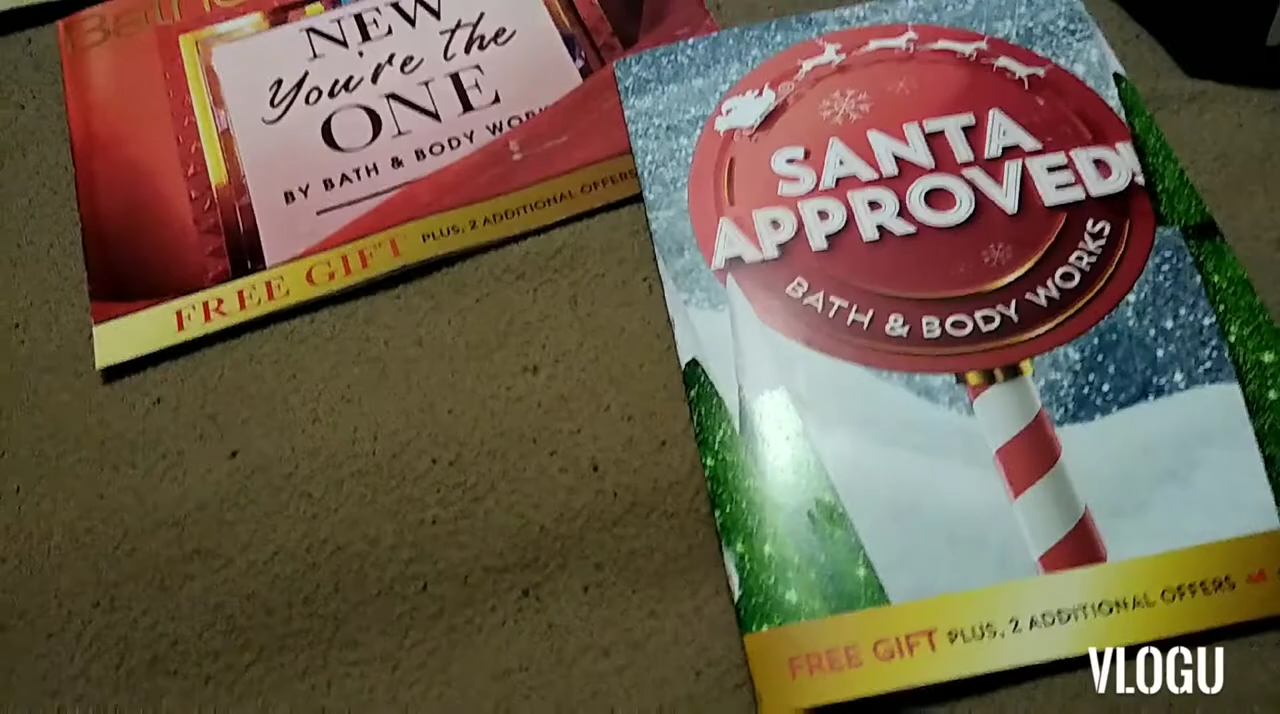 NEW
You're the
ONE
BY BATH & BODY
FREE GIFT PLUS, 2 ADDITIONAL OFFERS
SANTA
APPROVED!
BATH & BODY WORKS
FREE GIFT PLUS, 2 ADDITIONAL OFFERS
VLOGU